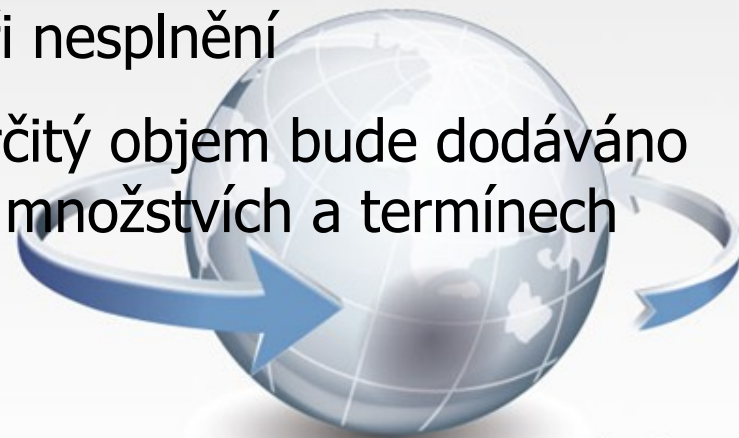 i nesplnění
rčitý objem bude dodáváno
množstvích a termínech